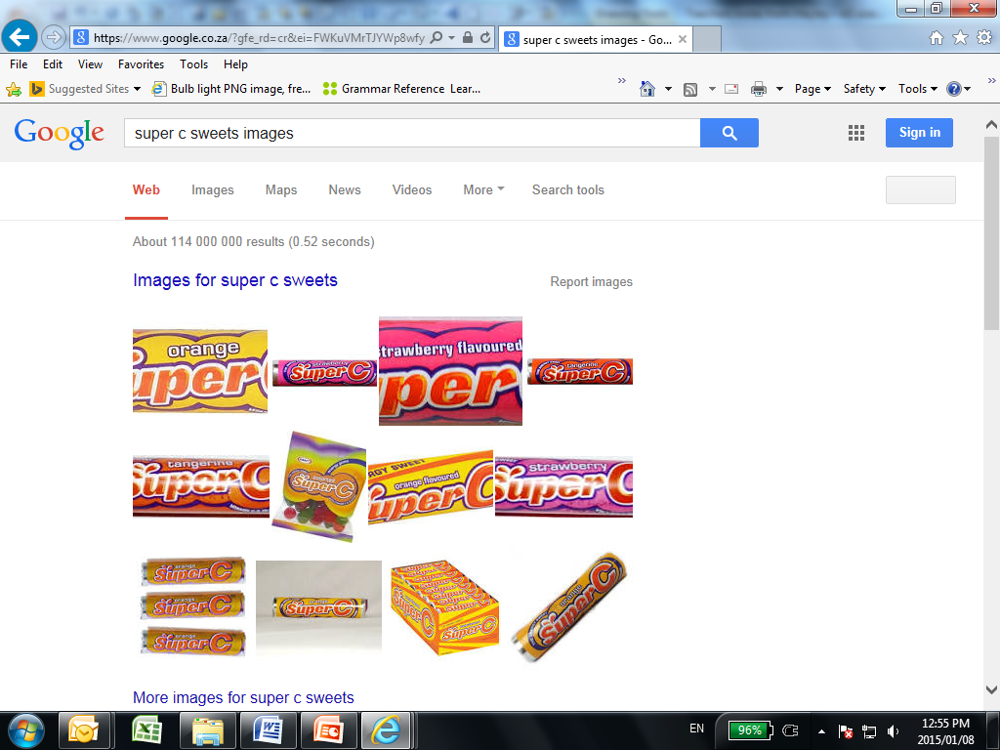 https://www.google.co.za/?gfe_rd=cr&ei=FWKuVMrTJYWp8wfy
super c sweets images - Go...
File Edit View Favorites Tools Help
Suggested Sites Bulb light PNG image, fre... Grammar Reference Lear...
Page Safety Tools
Google
super c sweets images
Sign in
Web Images Maps News Videos More Search tools
About 114 000 000 results (0.52 seconds)
Images for super c sweets
Report images
orange
uper
strawberry
Super C
strawberry flavoured
per
tangerine
Super C
tangerine
Super C
Super C
RGY SWEET
orange flavoured
Super C
strawberry
Super C
orange
Super C
orange
Super C
orange
Super C
orange
Super C
Super C
Super C
orange
Super C
More images for super c sweets
EN
96%
12:55 PM
2015/01/08